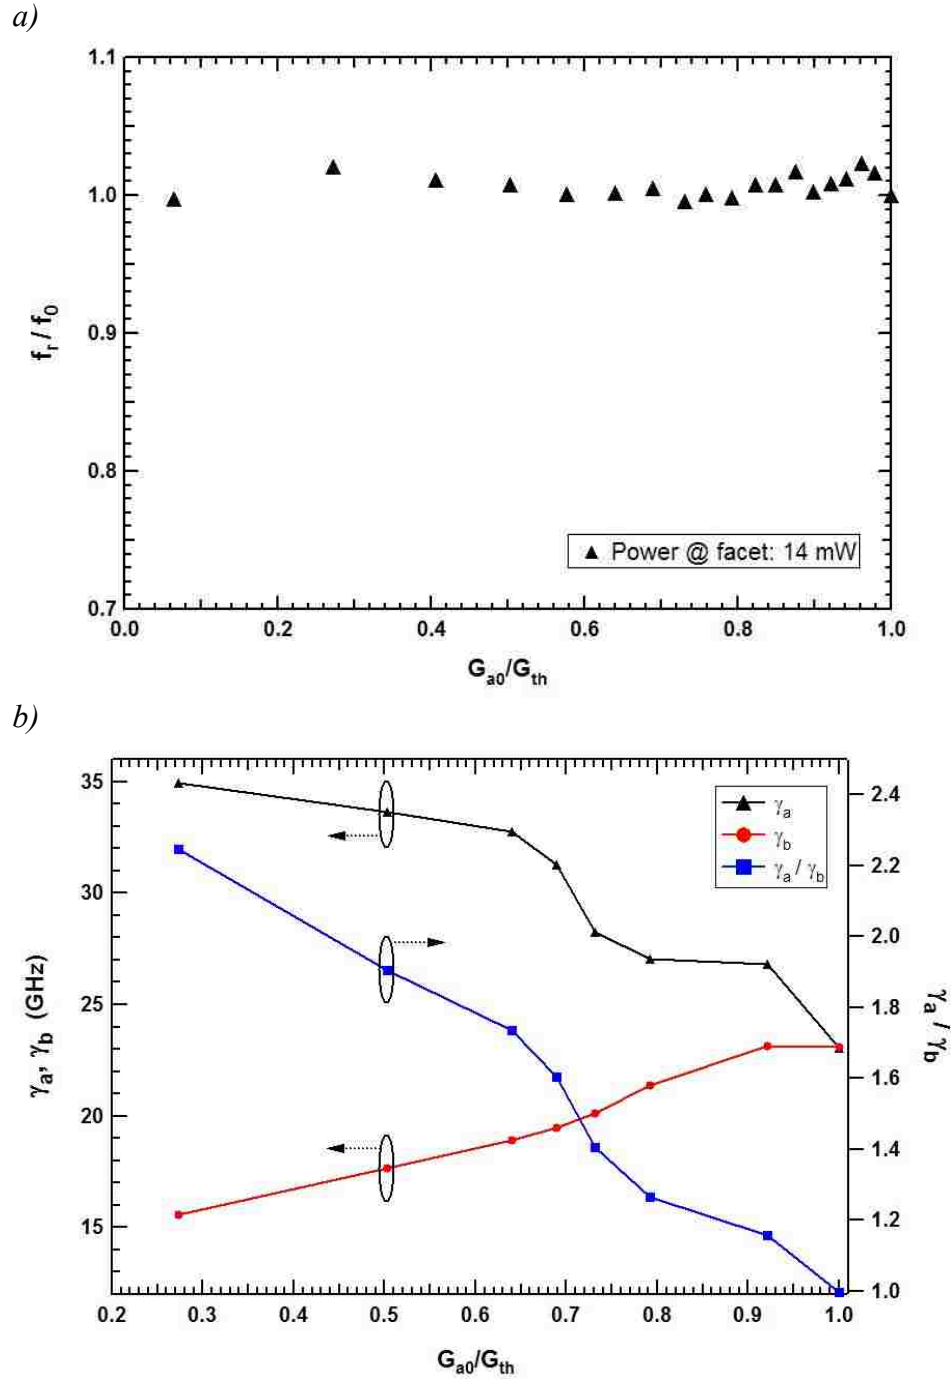 a)
1.1
1.0
0.9
0.8
0.7
f_r / f_0
▲ Power @ facet: 14 mW
0.0 0.2 0.4 0.6 0.8 1.0
G_a0/G_th
b)
35
30
25
20
15
γ_a, γ_b (GHz)
γ_a
γ_b
γ_a / γ_b
2.4
2.2
2.0
1.8
1.6
1.4
1.2
1.0
γ_a / γ_b
0.2 0.3 0.4 0.5 0.6 0.7 0.8 0.9 1.0
G_a0/G_th